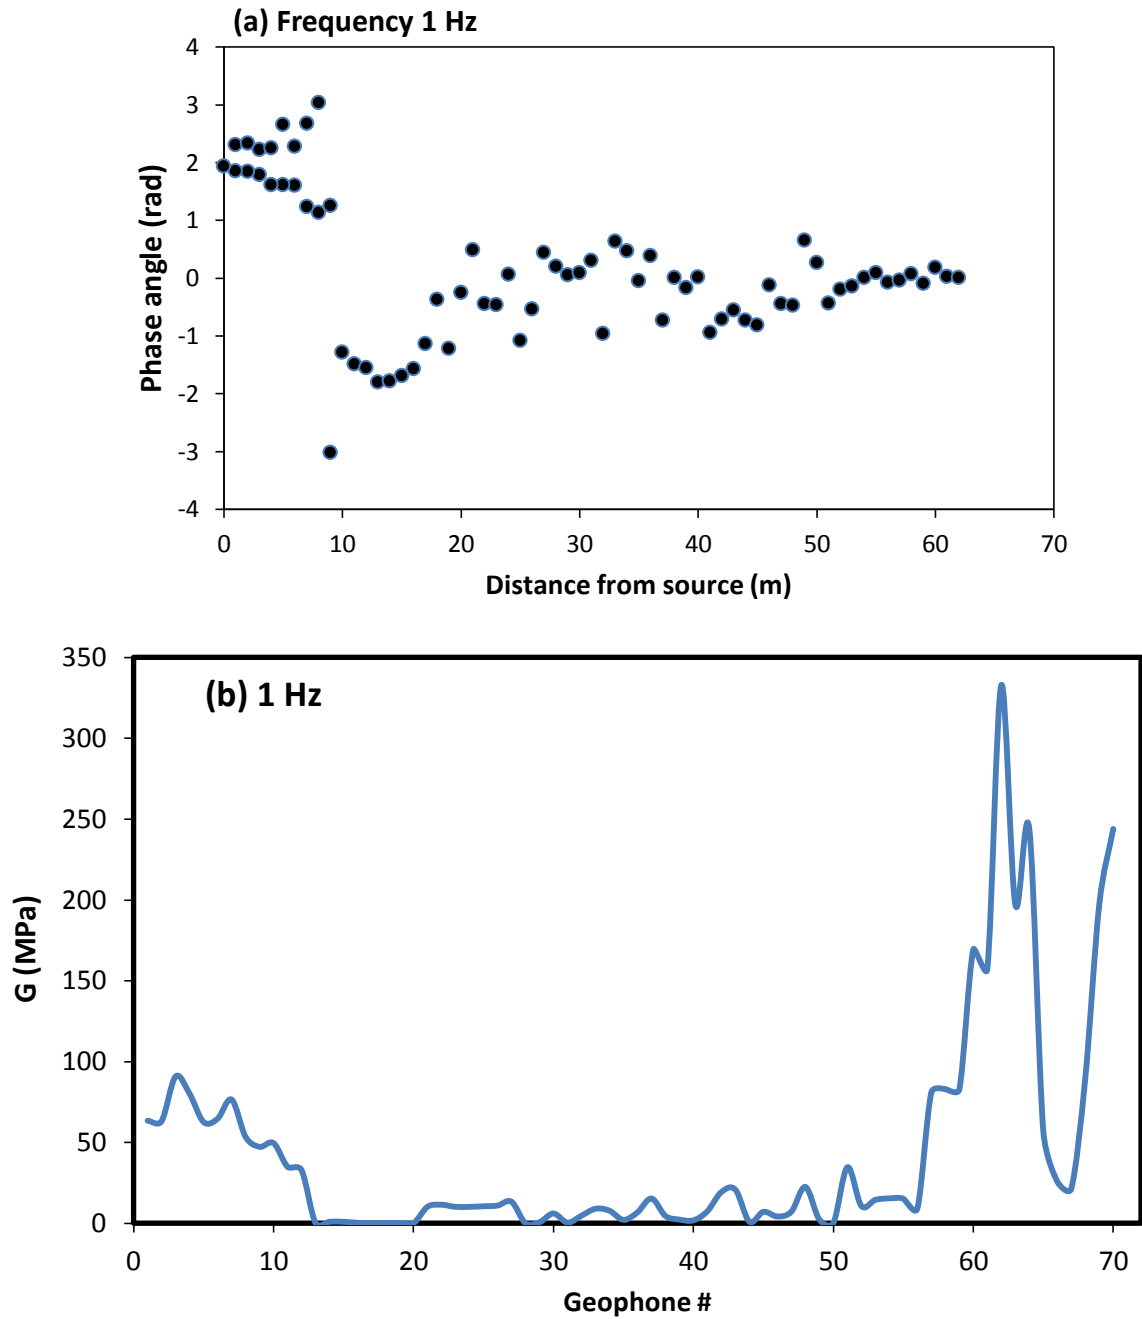 (a) Frequency 1 Hz
4
3
2
1
0
-1
-2
-3
-4
Phase angle (rad)
0 10 20 30 40 50 60 70
Distance from source (m)
350
300
250
200
150
100
50
0
(b) 1 Hz
G (MPa)
0 10 20 30 40 50 60 70
Geophone #